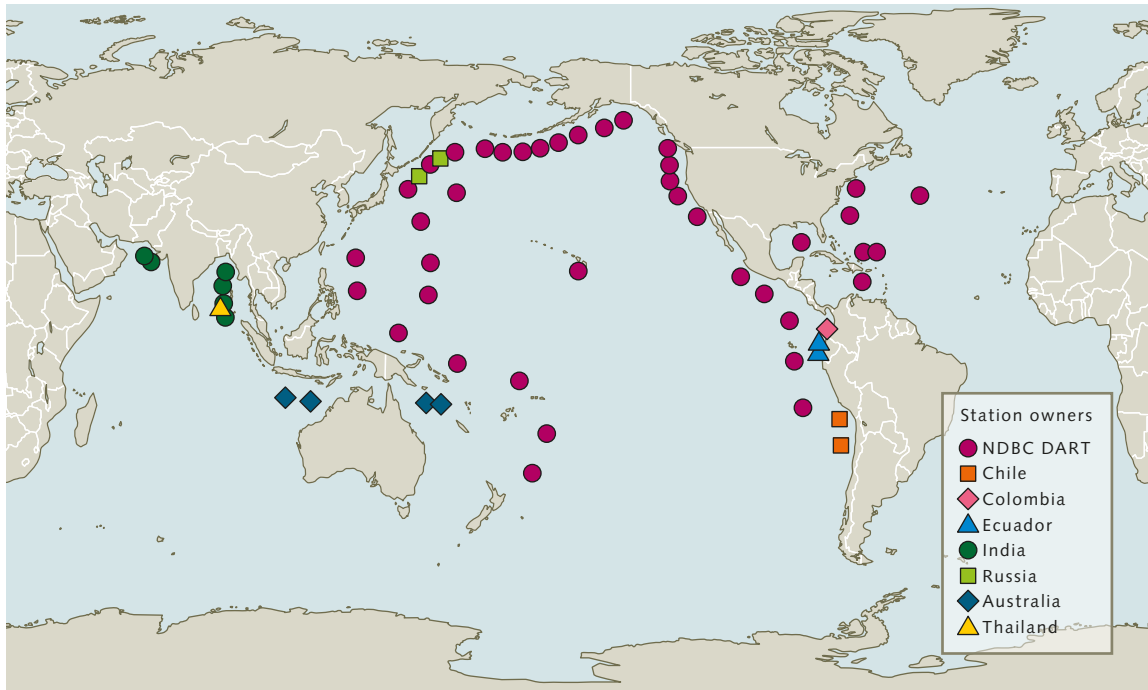 Station owners
NDBC DART
Chile
Colombia
Ecuador
India
Russia
Australia
Thailand